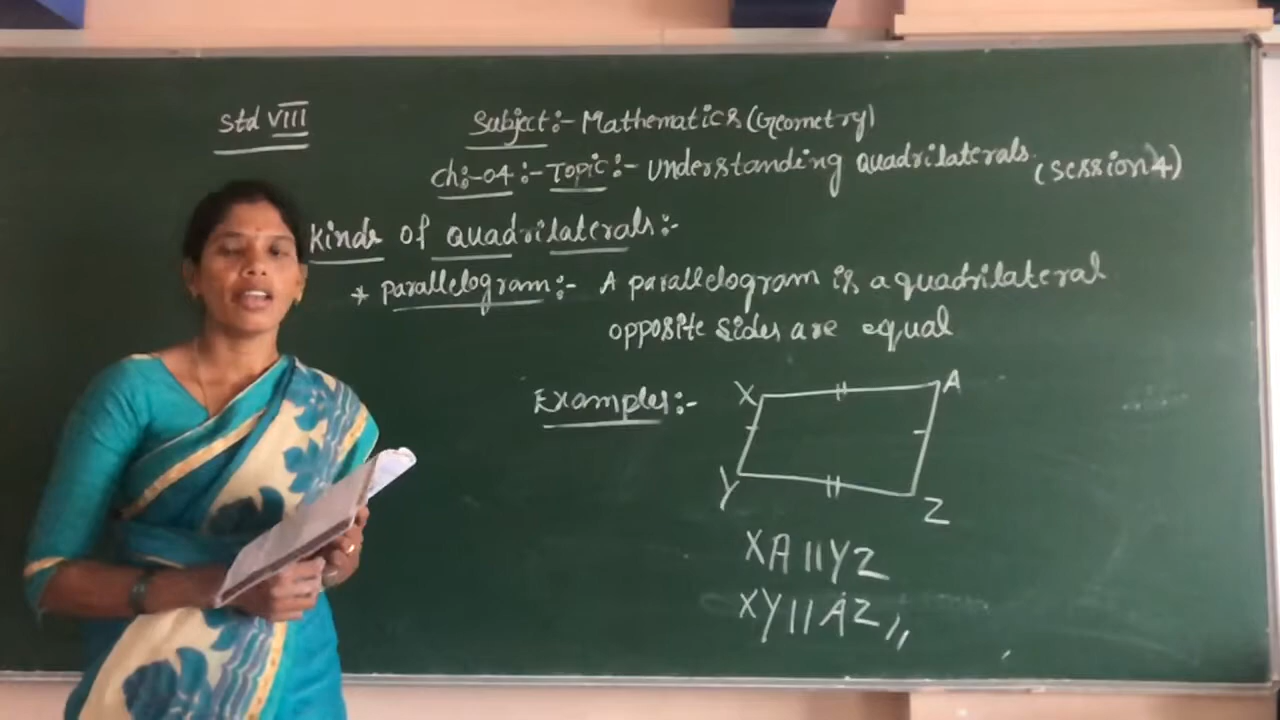 Std VIII
Subject:- Mathematics (Geometry)
Ch:-04:- Topic:- Understanding quadrilaterals. (Session 4)
Kinds of quadrilaterals:-
* parallelogram:- A parallelogram is a quadrilateral
opposite sides are equal
Examples:-
X A
Y Z
XA || YZ
XY || AZ //